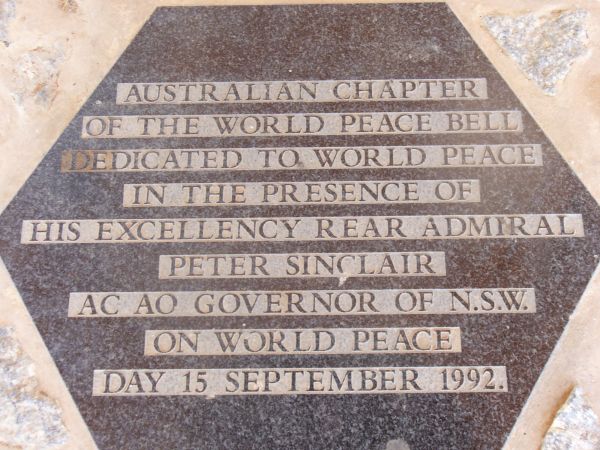 AUSTRALIAN CHAPTER
OF THE WORLD PEACE BELL
DEDICATED TO WORLD PEACE
IN THE PRESENCE OF
HIS EXCELLENCY REAR ADMIRAL
PETER SINCLAIR
AC AO GOVERNOR OF N.S.W.
ON WORLD PEACE
DAY 15 SEPTEMBER 1992.